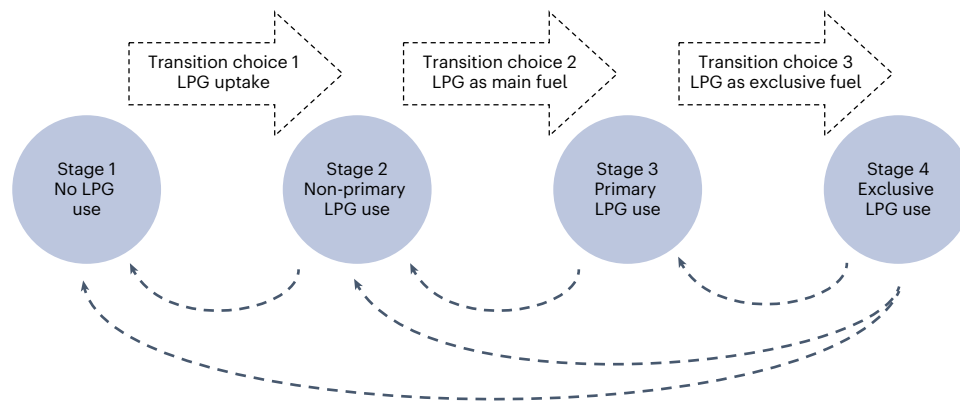 Transition choice 1
LPG uptake
Transition choice 2
LPG as main fuel
Transition choice 3
LPG as exclusive fuel
Stage 1
No LPG
use
Stage 2
Non-primary
LPG use
Stage 3
Primary
LPG use
Stage 4
Exclusive
LPG use